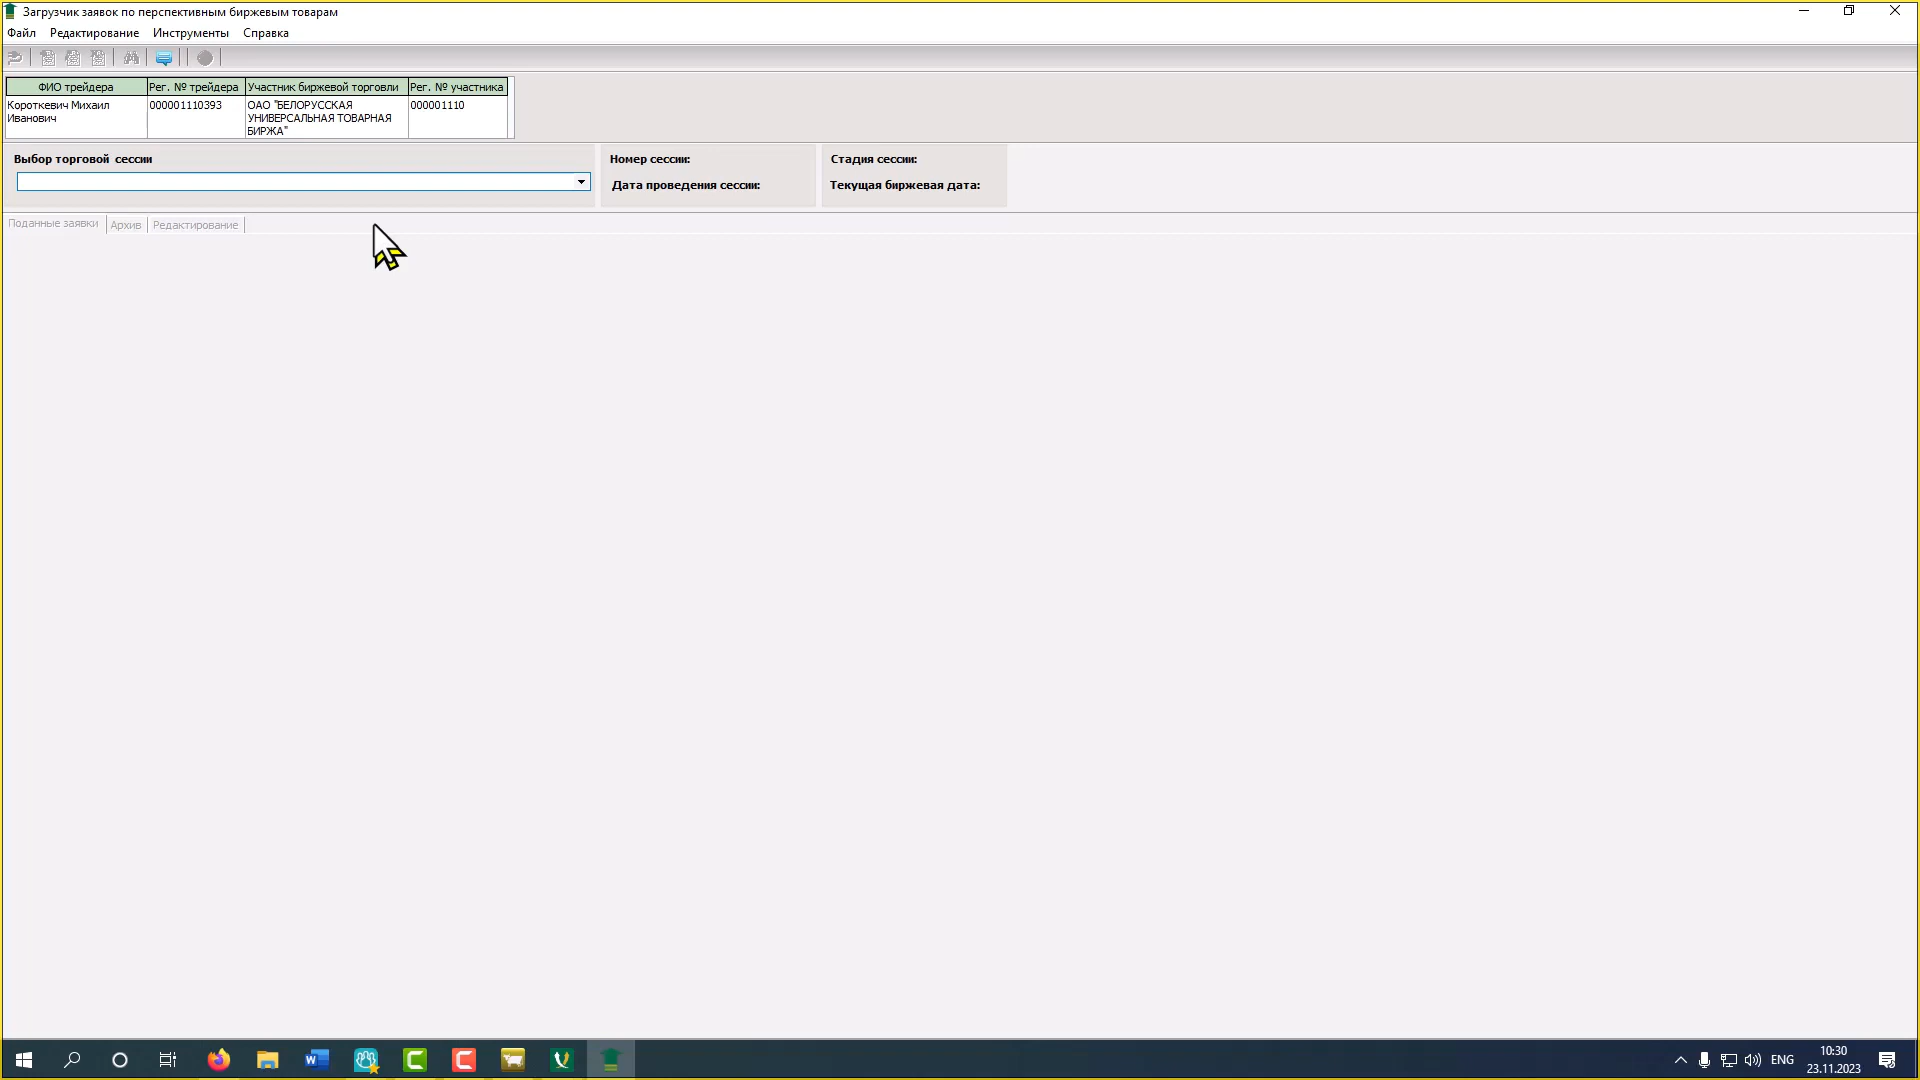 Загрузчик заявок по перспективным биржевым товарам
Файл Редактирование Инструменты Справка
ФИО трейдера Рег. № трейдера Участник биржевой торговли Рег. № участника
Короткевич Михаил Иванович 000001110393 ОАО "БЕЛОРУССКАЯ УНИВЕРСАЛЬНАЯ ТОВАРНАЯ БИРЖА" 000001110
Выбор торговой сессии Номер сессии: Стадия сессии:
Дата проведения сессии: Текущая биржевая дата:
Поданные заявки Архив Редактирование
ENG 10:30
23.11.2023